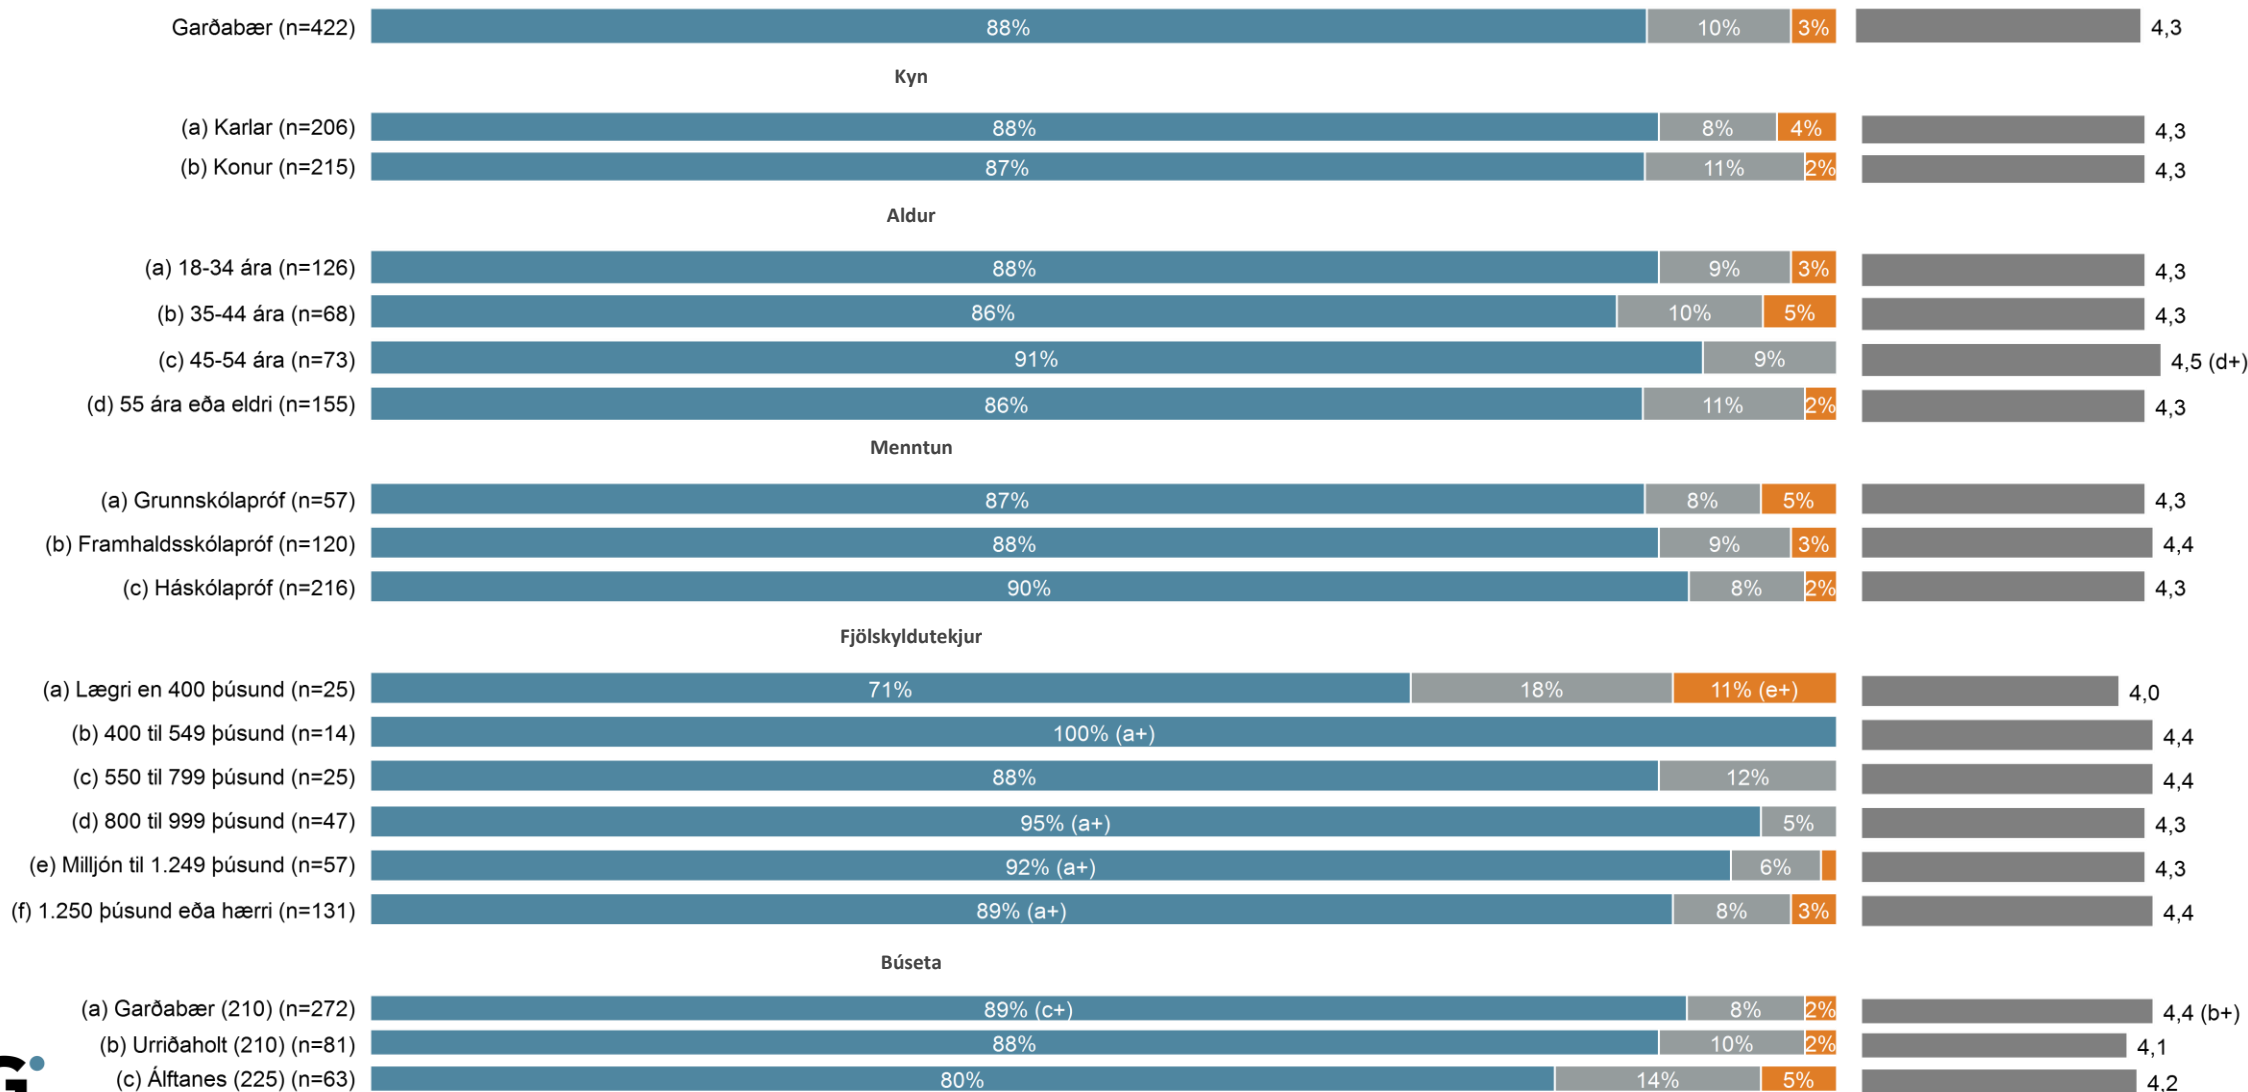 Garðabær (n=422) 88% 10% 3% 4,3
Kyn
(a) Karlar (n=206) 88% 8% 4% 4,3
(b) Konur (n=215) 87% 11% 2% 4,3
Aldur
(a) 18-34 ára (n=126) 88% 9% 3% 4,3
(b) 35-44 ára (n=68) 86% 10% 5% 4,3
(c) 45-54 ára (n=73) 91% 9% 4,5 (d+)
(d) 55 ára eða eldri (n=155) 86% 11% 2% 4,3
Menntun
(a) Grunnskólapróf (n=57) 87% 8% 5% 4,3
(b) Framhaldsskólapróf (n=120) 88% 9% 3% 4,4
(c) Háskólapróf (n=216) 90% 8% 2% 4,3
Fjölskyldutekjur
(a) Lægri en 400 þúsund (n=25) 71% 18% 11% (e+) 4,0
(b) 400 til 549 þúsund (n=14) 100% (a+) 4,4
(c) 550 til 799 þúsund (n=25) 88% 12% 4,4
(d) 800 til 999 þúsund (n=47) 95% (a+) 5% 4,3
(e) Milljón til 1.249 þúsund (n=57) 92% (a+) 6% 4,3
(f) 1.250 þúsund eða hærri (n=131) 89% (a+) 8% 3% 4,4
Búseta
(a) Garðabær (210) (n=272) 89% (c+) 8% 2% 4,4 (b+)
(b) Urriðaholt (210) (n=81) 88% 10% 2% 4,1
(c) Álftanes (225) (n=63) 80% 14% 5% 4,2